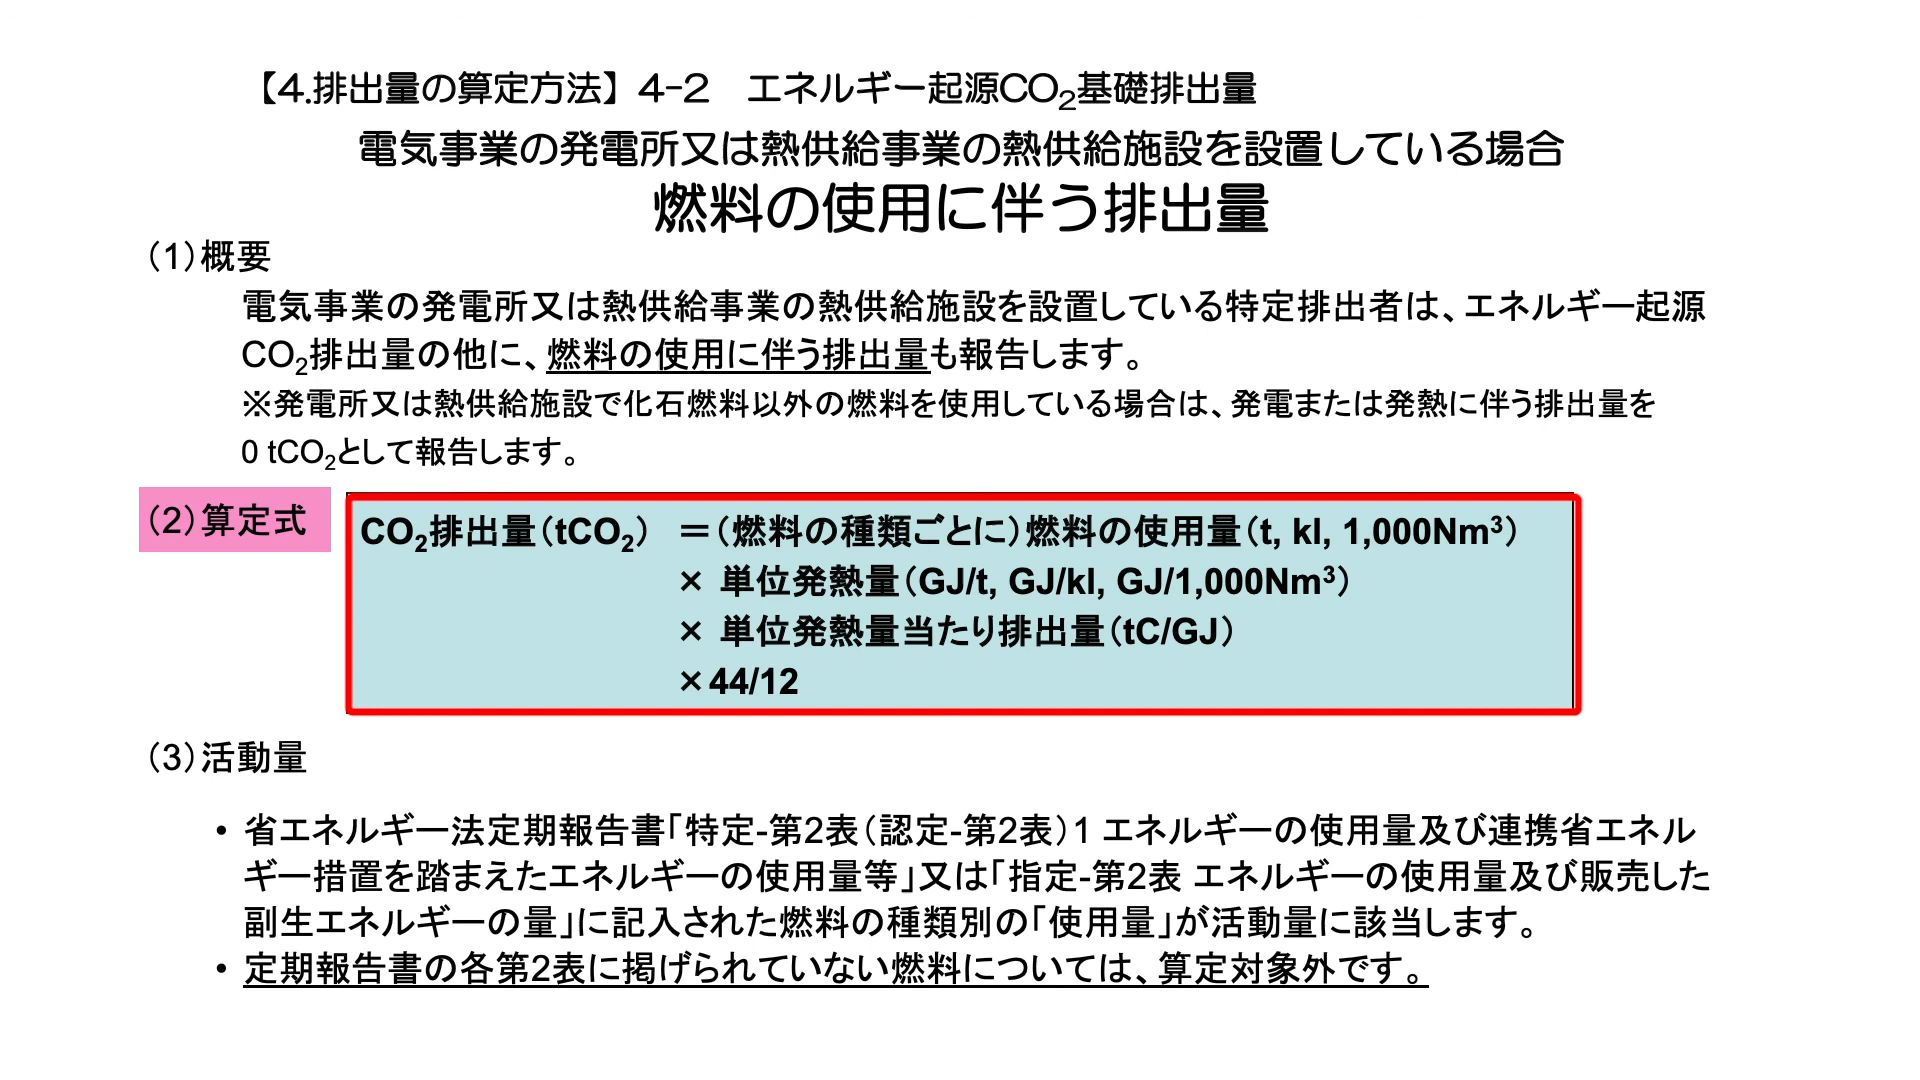 【4.排出量の算定方法】4-2　エネルギー起源CO₂基礎排出量
電気事業の発電所又は熱供給事業の熱供給施設を設置している場合
燃料の使用に伴う排出量
（1）概要
電気事業の発電所又は熱供給事業の熱供給施設を設置している特定排出者は、エネルギー起源
CO₂排出量の他に、燃料の使用に伴う排出量も報告します。
※発電所又は熱供給施設で化石燃料以外の燃料を使用している場合は、発電または発熱に伴う排出量を
0 tCO₂として報告します。
（2）算定式
CO₂排出量（tCO₂）　＝（燃料の種類ごとに）燃料の使用量（t, kl, 1,000Nm³）
× 単位発熱量（GJ/t, GJ/kl, GJ/1,000Nm³）
× 単位発熱量当たり排出量（tC/GJ）
×44/12
（3）活動量
• 省エネルギー法定期報告書「特定-第2表（認定-第2表）1 エネルギーの使用量及び連携省エネル
ギー措置を踏まえたエネルギーの使用量等」又は「指定-第2表 エネルギーの使用量及び販売した
副生エネルギーの量」に記入された燃料の種類別の「使用量」が活動量に該当します。
• 定期報告書の各第2表に掲げられていない燃料については、算定対象外です。